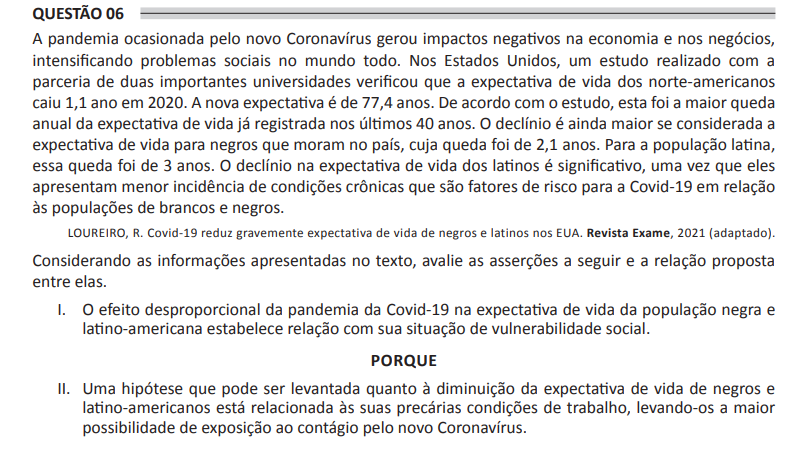 QUESTÃO 06
A pandemia ocasionada pelo novo Coronavírus gerou impactos negativos na economia e nos negócios,
intensificando problemas sociais no mundo todo. Nos Estados Unidos, um estudo realizado com a
parceria de duas importantes universidades verificou que a expectativa de vida dos norte-americanos
caiu 1,1 ano em 2020. A nova expectativa é de 77,4 anos. De acordo com o estudo, esta foi a maior queda
anual da expectativa de vida já registrada nos últimos 40 anos. O declínio é ainda maior se considerada a
expectativa de vida para negros que moram no país, cuja queda foi de 2,1 anos. Para a população latina,
essa queda foi de 3 anos. O declínio na expectativa de vida dos latinos é significativo, uma vez que eles
apresentam menor incidência de condições crônicas que são fatores de risco para a Covid-19 em relação
às populações de brancos e negros.
LOUREIRO, R. Covid-19 reduz gravemente expectativa de vida de negros e latinos nos EUA. Revista Exame, 2021 (adaptado).
Considerando as informações apresentadas no texto, avalie as asserções a seguir e a relação proposta
entre elas.
I. O efeito desproporcional da pandemia da Covid-19 na expectativa de vida da população negra e
latino-americana estabelece relação com sua situação de vulnerabilidade social.
PORQUE
II. Uma hipótese que pode ser levantada quanto à diminuição da expectativa de vida de negros e
latino-americanos está relacionada às suas precárias condições de trabalho, levando-os a maior
possibilidade de exposição ao contágio pelo novo Coronavírus.